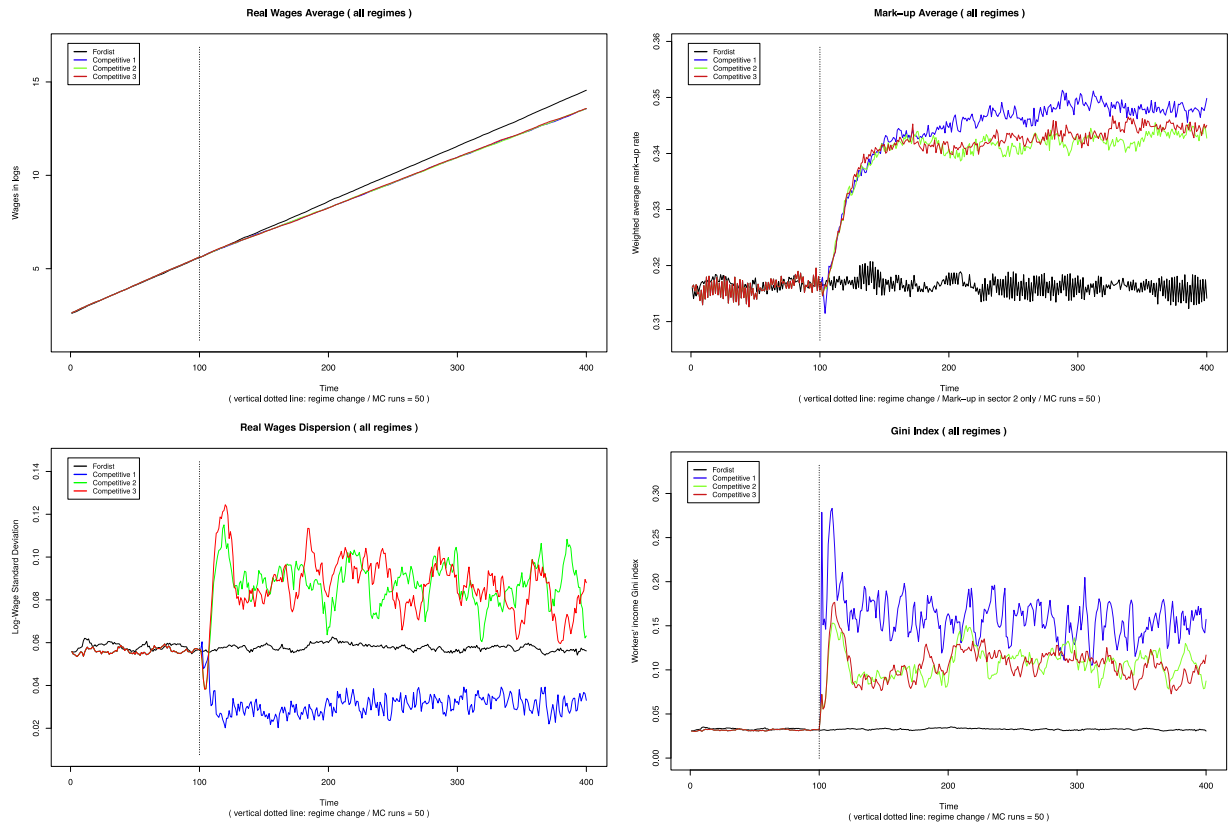 Real Wages Average ( all regimes )
Fordist
Competitive 1
Competitive 2
Competitive 3
Wages in logs
15
10
5
0
100
200
300
400
Time
( vertical dotted line: regime change / MC runs = 50 )
Mark−up Average ( all regimes )
Fordist
Competitive 1
Competitive 2
Competitive 3
Weighted average mark−up rate
0.36
0.35
0.34
0.33
0.32
0.31
0
100
200
300
400
Time
( vertical dotted line: regime change / Mark−up in sector 2 only / MC runs = 50 )
Real Wages Dispersion ( all regimes )
Fordist
Competitive 1
Competitive 2
Competitive 3
Log−Wage Standard Deviation
0.14
0.12
0.10
0.08
0.06
0.04
0.02
0
100
200
300
400
Time
( vertical dotted line: regime change / MC runs = 50 )
Gini Index ( all regimes )
Fordist
Competitive 1
Competitive 2
Competitive 3
Workers' income Gini index
0.30
0.25
0.20
0.15
0.10
0.05
0.00
0
100
200
300
400
Time
( vertical dotted line: regime change / MC runs = 50 )